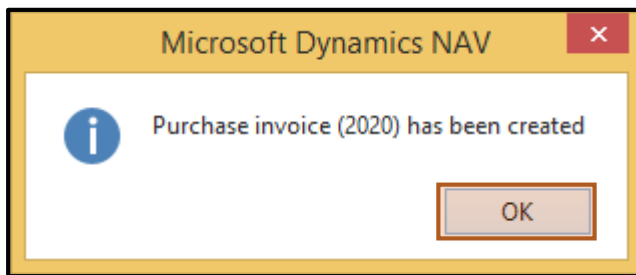 Microsoft Dynamics NAV
Purchase invoice (2020) has been created
OK